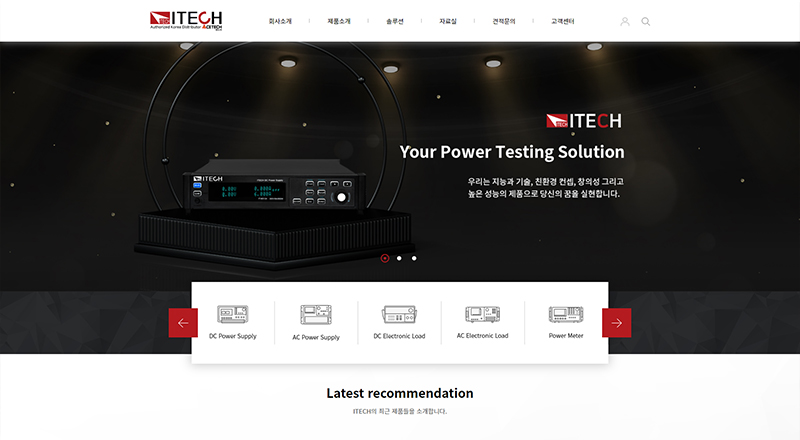 ITECH
Authorized Korea Distributor ACETECH
회사소개
제품소개
솔루션
자료실
견적문의
고객센터
ITECH
Your Power Testing Solution
우리는 지능과 기술, 친환경 컨셉, 창의성 그리고
높은 성능의 제품으로 당신의 꿈을 실현합니다.
ITECH
DC Power Supply
AC Power Supply
DC Electronic Load
AC Electronic Load
Power Meter
Latest recommendation
ITECH의 최근 제품들을 소개합니다.